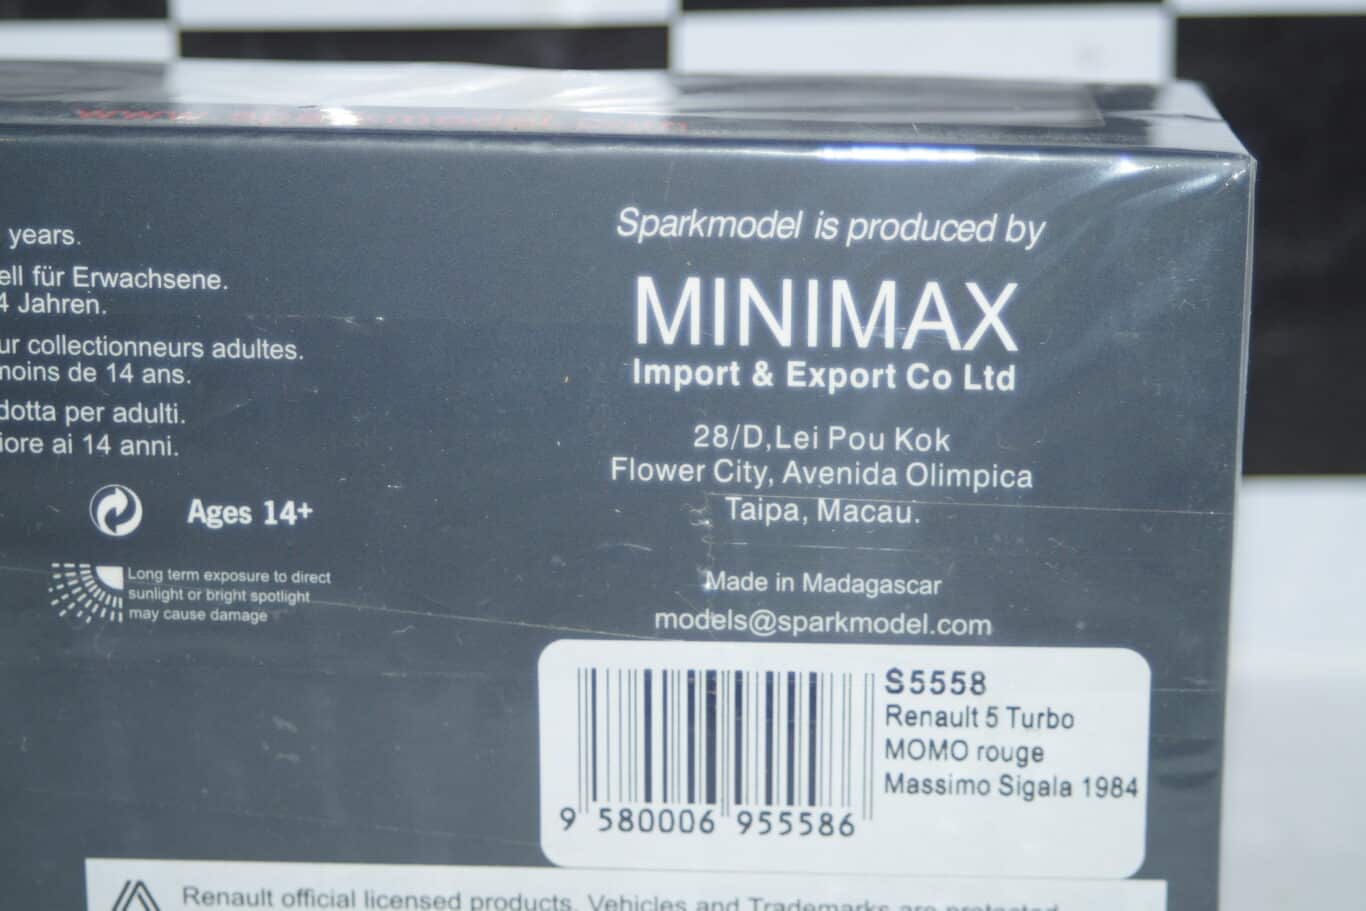 www.sparkmodel.com
years.
ell für Erwachsene.
4 Jahren.
ur collectionneurs adultes.
moins de 14 ans.
dotta per adulti.
iore ai 14 anni.
Ages 14+
Long term exposure to direct
sunlight or bright spotlight
may cause damage
Sparkmodel is produced by
MINIMAX
Import & Export Co Ltd
28/D,Lei Pou Kok
Flower City, Avenida Olimpica
Taipa, Macau.
Made in Madagascar
models@sparkmodel.com
S5558
Renault 5 Turbo
MOMO rouge
Massimo Sigala 1984
9 580006 955586
Renault official licensed products. Vehicles and Trademarks are protected